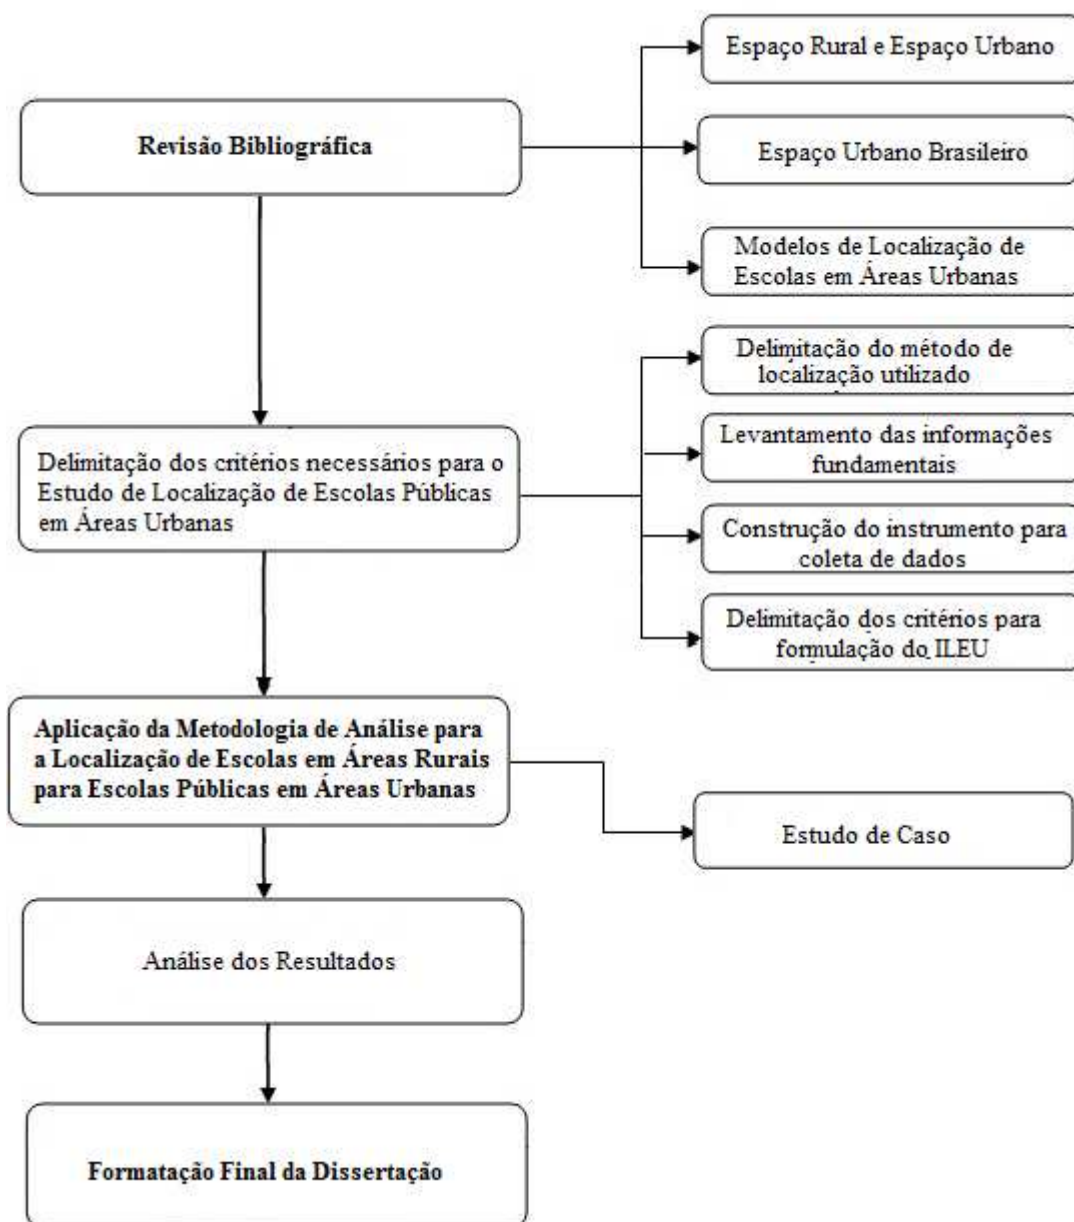 Revisão Bibliográfica
Espaço Rural e Espaço Urbano
Espaço Urbano Brasileiro
Modelos de Localização de
Escolas em Áreas Urbanas
Delimitação dos critérios necessários para o
Estudo de Localização de Escolas Públicas
em Áreas Urbanas
Delimitação do método de
localização utilizado
Levantamento das informações
fundamentais
Construção do instrumento para
coleta de dados
Delimitação dos critérios para
formulação do ILEU
Aplicação da Metodologia de Análise para
a Localização de Escolas em Áreas Rurais
para Escolas Públicas em Áreas Urbanas
Estudo de Caso
Análise dos Resultados
Formatação Final da Dissertação